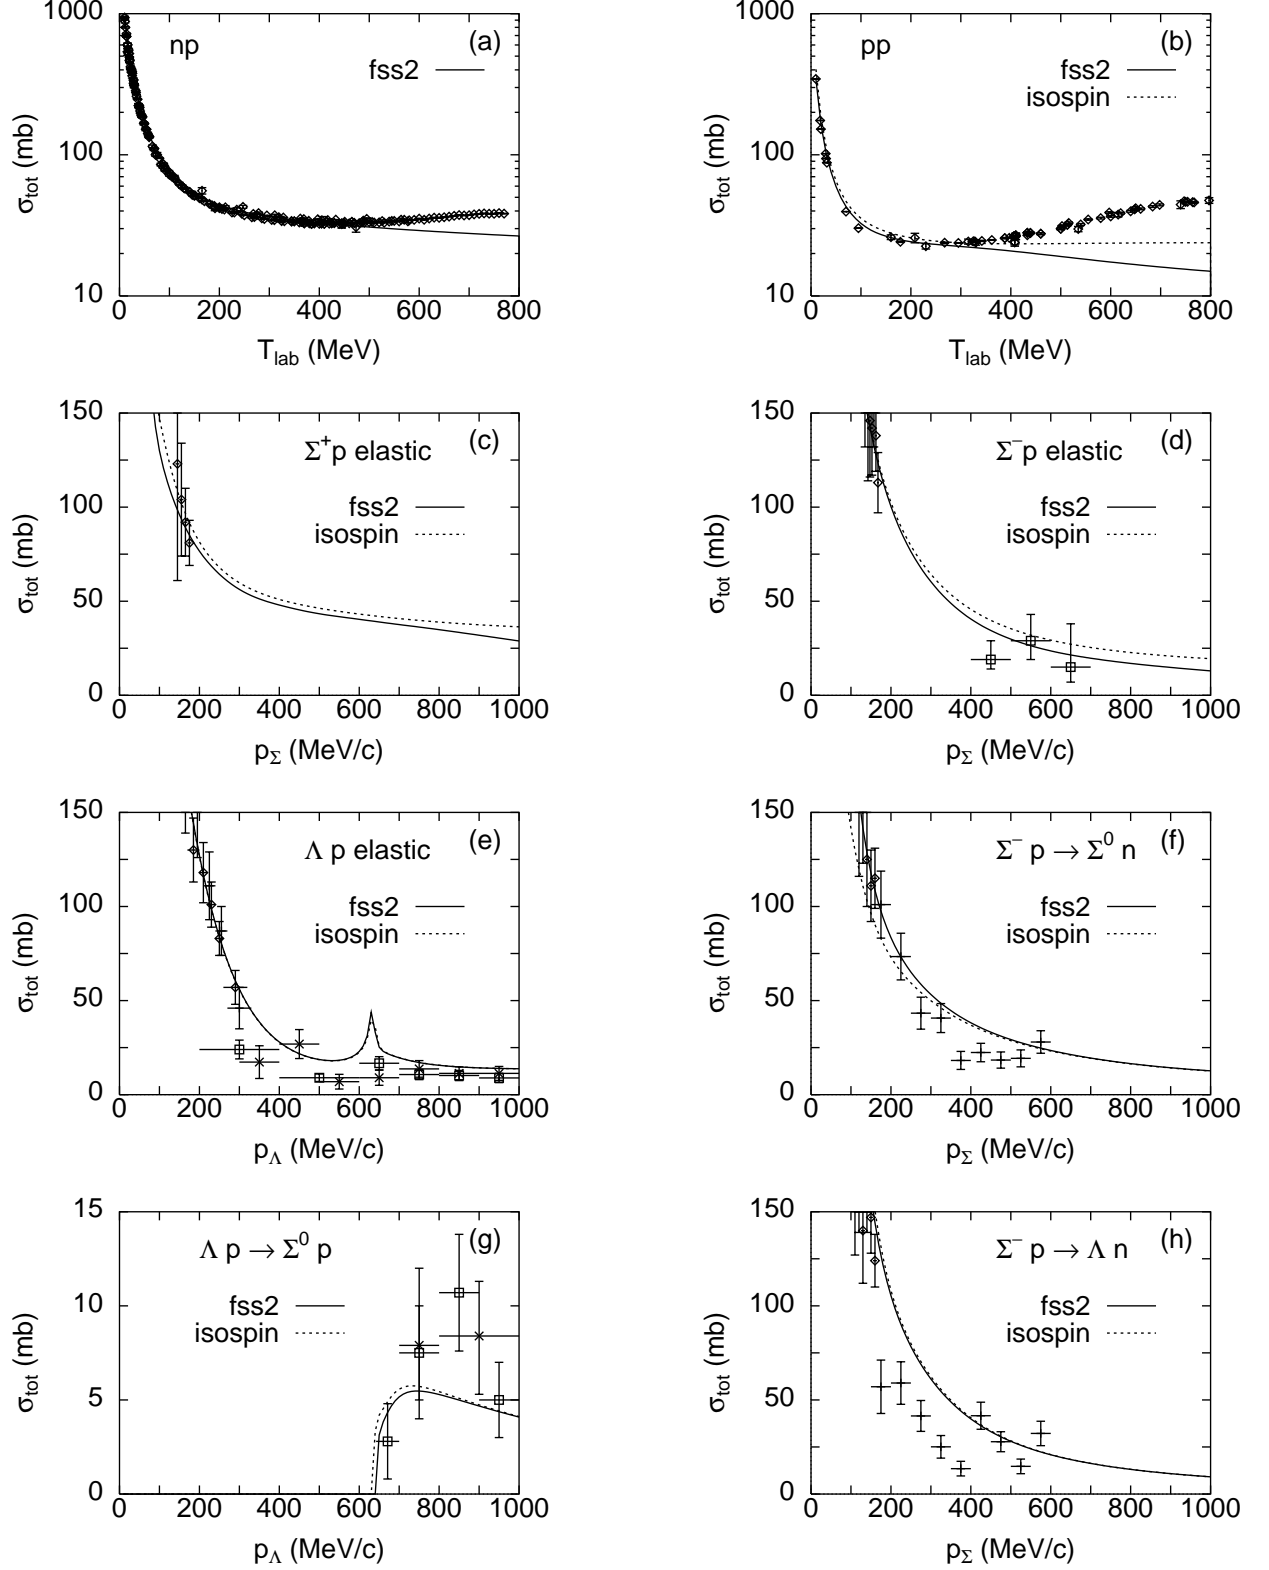 1000
100
10
σtot (mb)
np
(a)
fss2
0 200 400 600 800
Tlab (MeV)
1000
100
10
σtot (mb)
pp
(b)
fss2
isospin
0 200 400 600 800
Tlab (MeV)
150
100
50
0
σtot (mb)
Σ+p elastic
(c)
fss2
isospin
0 200 400 600 800 1000
pΣ (MeV/c)
150
100
50
0
σtot (mb)
Σ−p elastic
(d)
fss2
isospin
0 200 400 600 800 1000
pΣ (MeV/c)
150
100
50
0
σtot (mb)
Λ p elastic
(e)
fss2
isospin
0 200 400 600 800 1000
pΛ (MeV/c)
150
100
50
0
σtot (mb)
Σ− p → Σ0 n
(f)
fss2
isospin
0 200 400 600 800 1000
pΣ (MeV/c)
15
10
5
0
σtot (mb)
Λ p → Σ0 p
(g)
fss2
isospin
0 200 400 600 800 1000
pΛ (MeV/c)
150
100
50
0
σtot (mb)
Σ− p → Λ n
(h)
fss2
isospin
0 200 400 600 800 1000
pΣ (MeV/c)